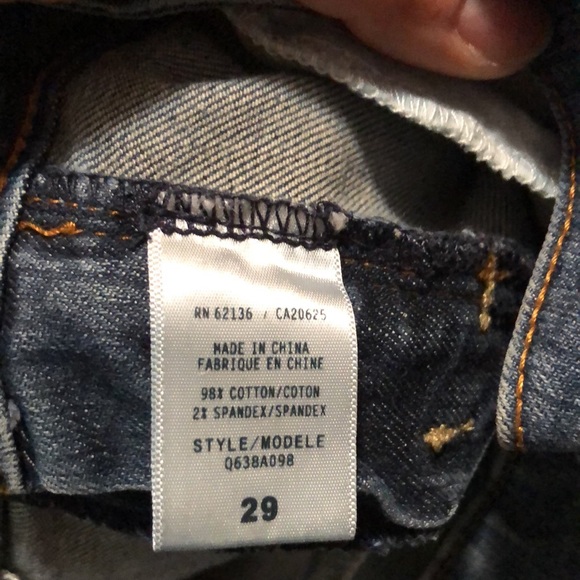 RN 62136 / CA20625
MADE IN CHINA
FABRIQUE EN CHINE
98% COTTON/COTON
2% SPANDEX/SPANDEX
STYLE/MODELE
Q638A098
29